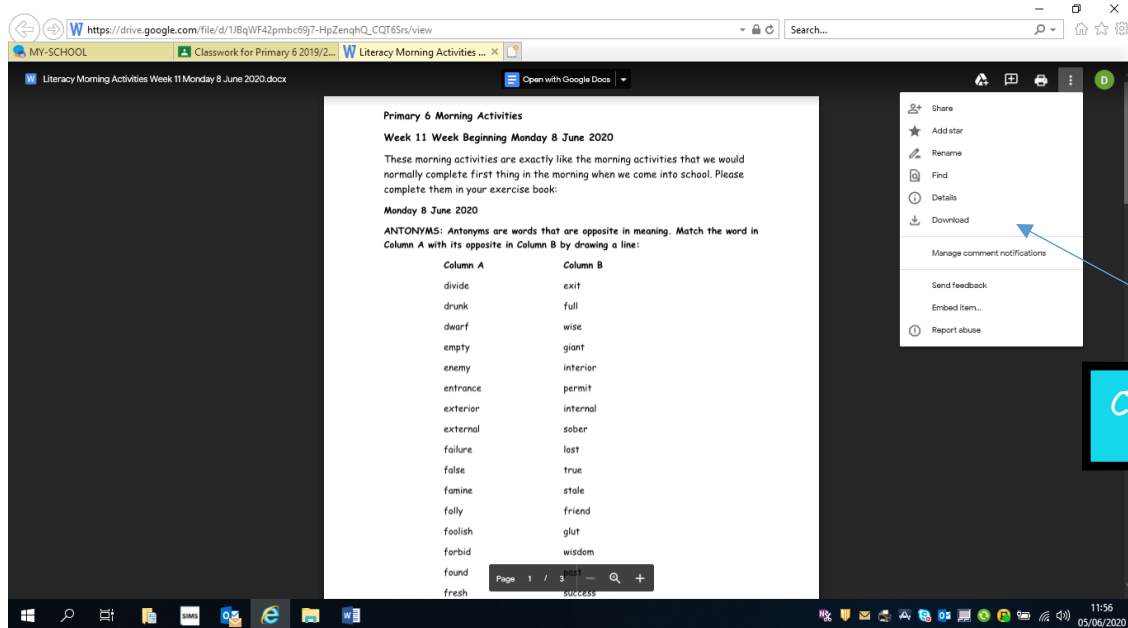 https://drive.google.com/file/d/1JBqWF42pmbc69j7-HpZenqhQ_CQT6Srs/view
Search...
MY-SCHOOL
Classwork for Primary 6 2019/2...
Literacy Morning Activities ...
Literacy Morning Activities Week 11 Monday 8 June 2020.docx
Open with Google Docs
D
Share
Add star
Rename
Find
Details
Download
Manage comment notifications
Send feedback
Embed item...
Report abuse
Primary 6 Morning Activities
Week 11 Week Beginning Monday 8 June 2020
These morning activities are exactly like the morning activities that we would
normally complete first thing in the morning when we come into school. Please
complete them in your exercise book:
Monday 8 June 2020
ANTONYMS: Antonyms are words that are opposite in meaning. Match the word in
Column A with its opposite in Column B by drawing a line:
Column A Column B
divide exit
drunk full
dwarf wise
empty giant
enemy interior
entrance permit
exterior internal
external sober
failure lost
false true
famine stale
folly friend
foolish glut
forbid wisdom
found past
fresh success
Page 1 / 3
C
SIMS
11:56
05/06/2020